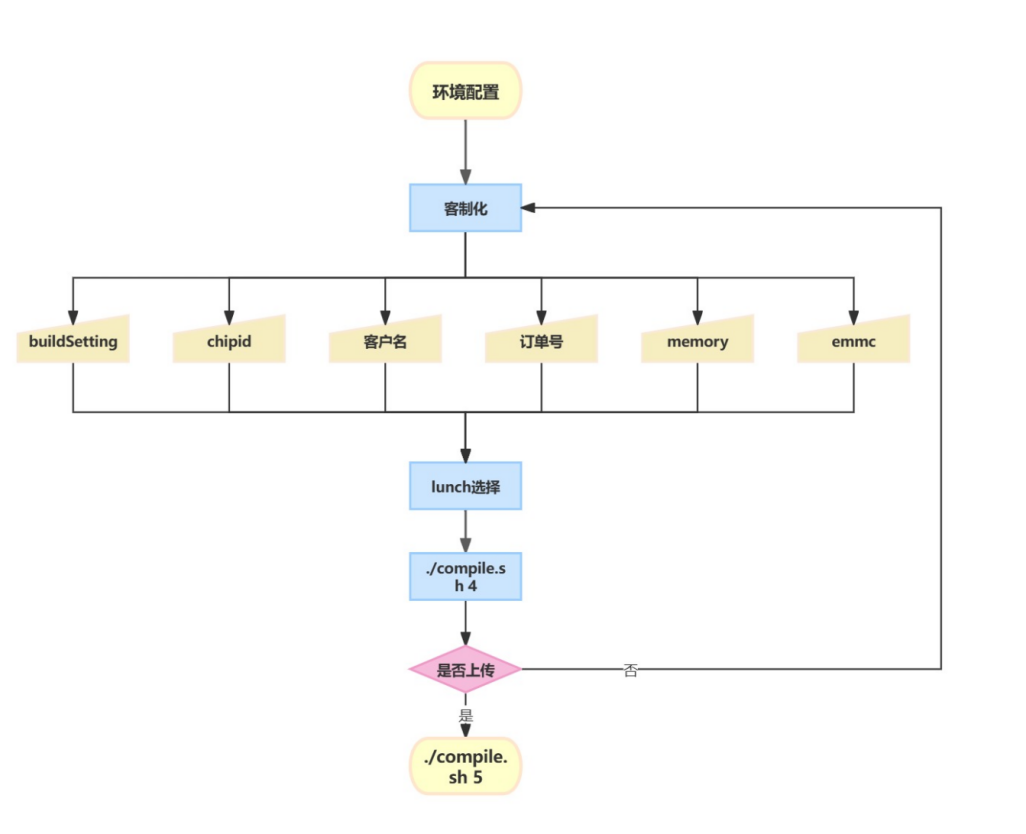 环境配置
客制化
buildSetting
chipid
客户名
订单号
memory
emmc
lunch选择
./compile.s
h 4
是否上传
否
是
./compile.
sh 5